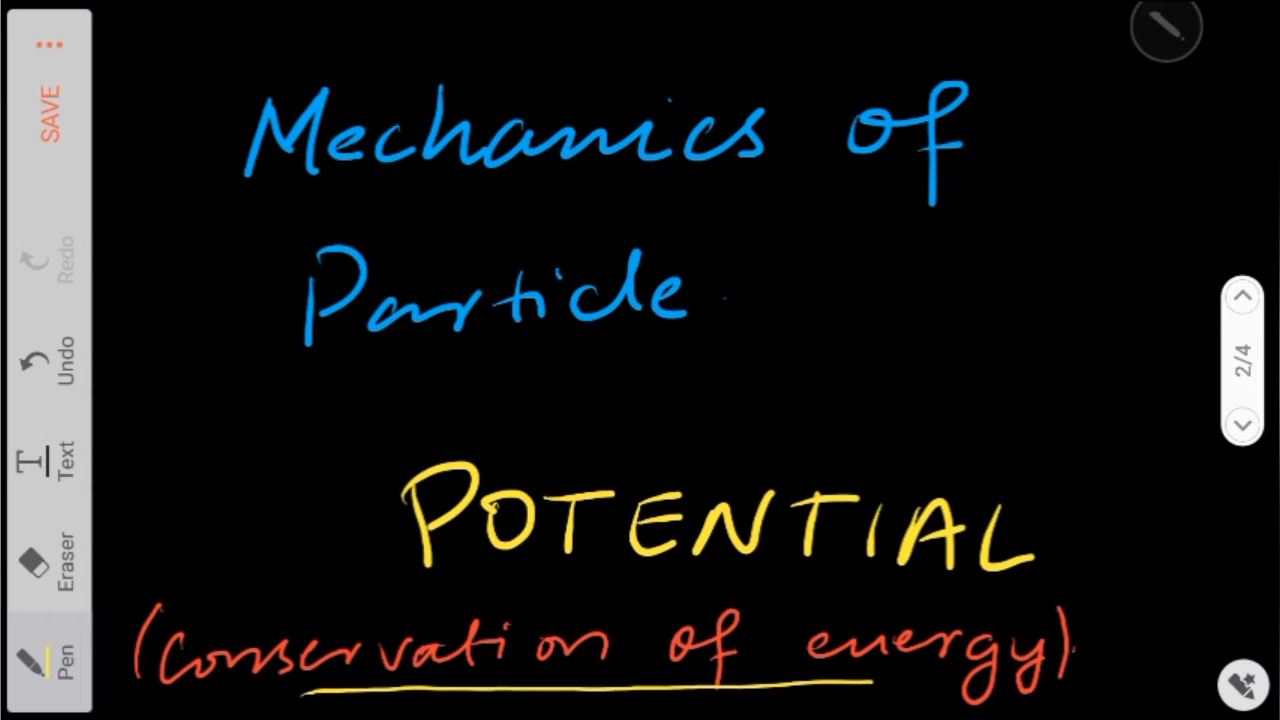 SAVE
Redo
Undo
Text
Eraser
Pen
Mechanics of
Particle
POTENTIAL
(Conservation of energy).
2/4